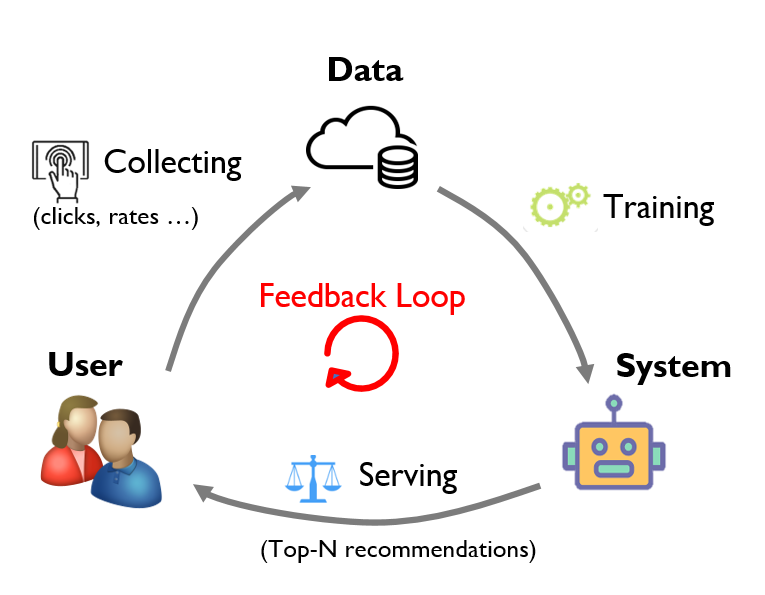 Data
Collecting
(clicks, rates ...)
Training
Feedback Loop
User
System
Serving
(Top-N recommendations)